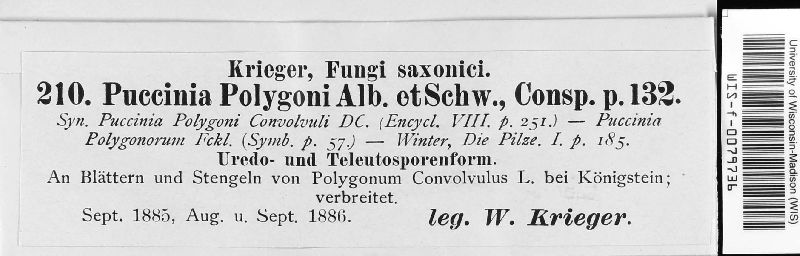 Krieger, Fungi saxonici.
210. Puccinia Polygoni Alb. et Schw., Consp. p. 132.
Syn. Puccinia Polygoni Convolvuli DC. (Encycl. VIII. p. 251.) — Puccinia
Polygonorum Fckl. (Symb. p. 57.) — Winter, Die Pilze. I. p. 185.
Uredo- und Teleutosporenform.
An Blättern und Stengeln von Polygonum Convolvulus L. bei Königstein;
verbreitet.
Sept. 1885, Aug. u. Sept. 1886. leg. W. Krieger.
WIS-f-0079736
University of Wisconsin-Madison (WIS)